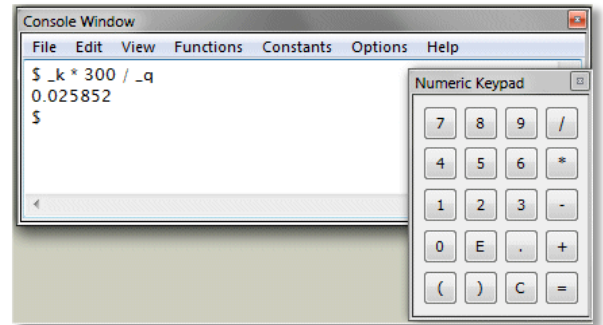 Console Window
File Edit View Functions Constants Options Help
$ _k * 300 / _q
0.025852
$
Numeric Keypad
7 8 9 /
4 5 6 *
1 2 3 -
0 E . +
( ) C =